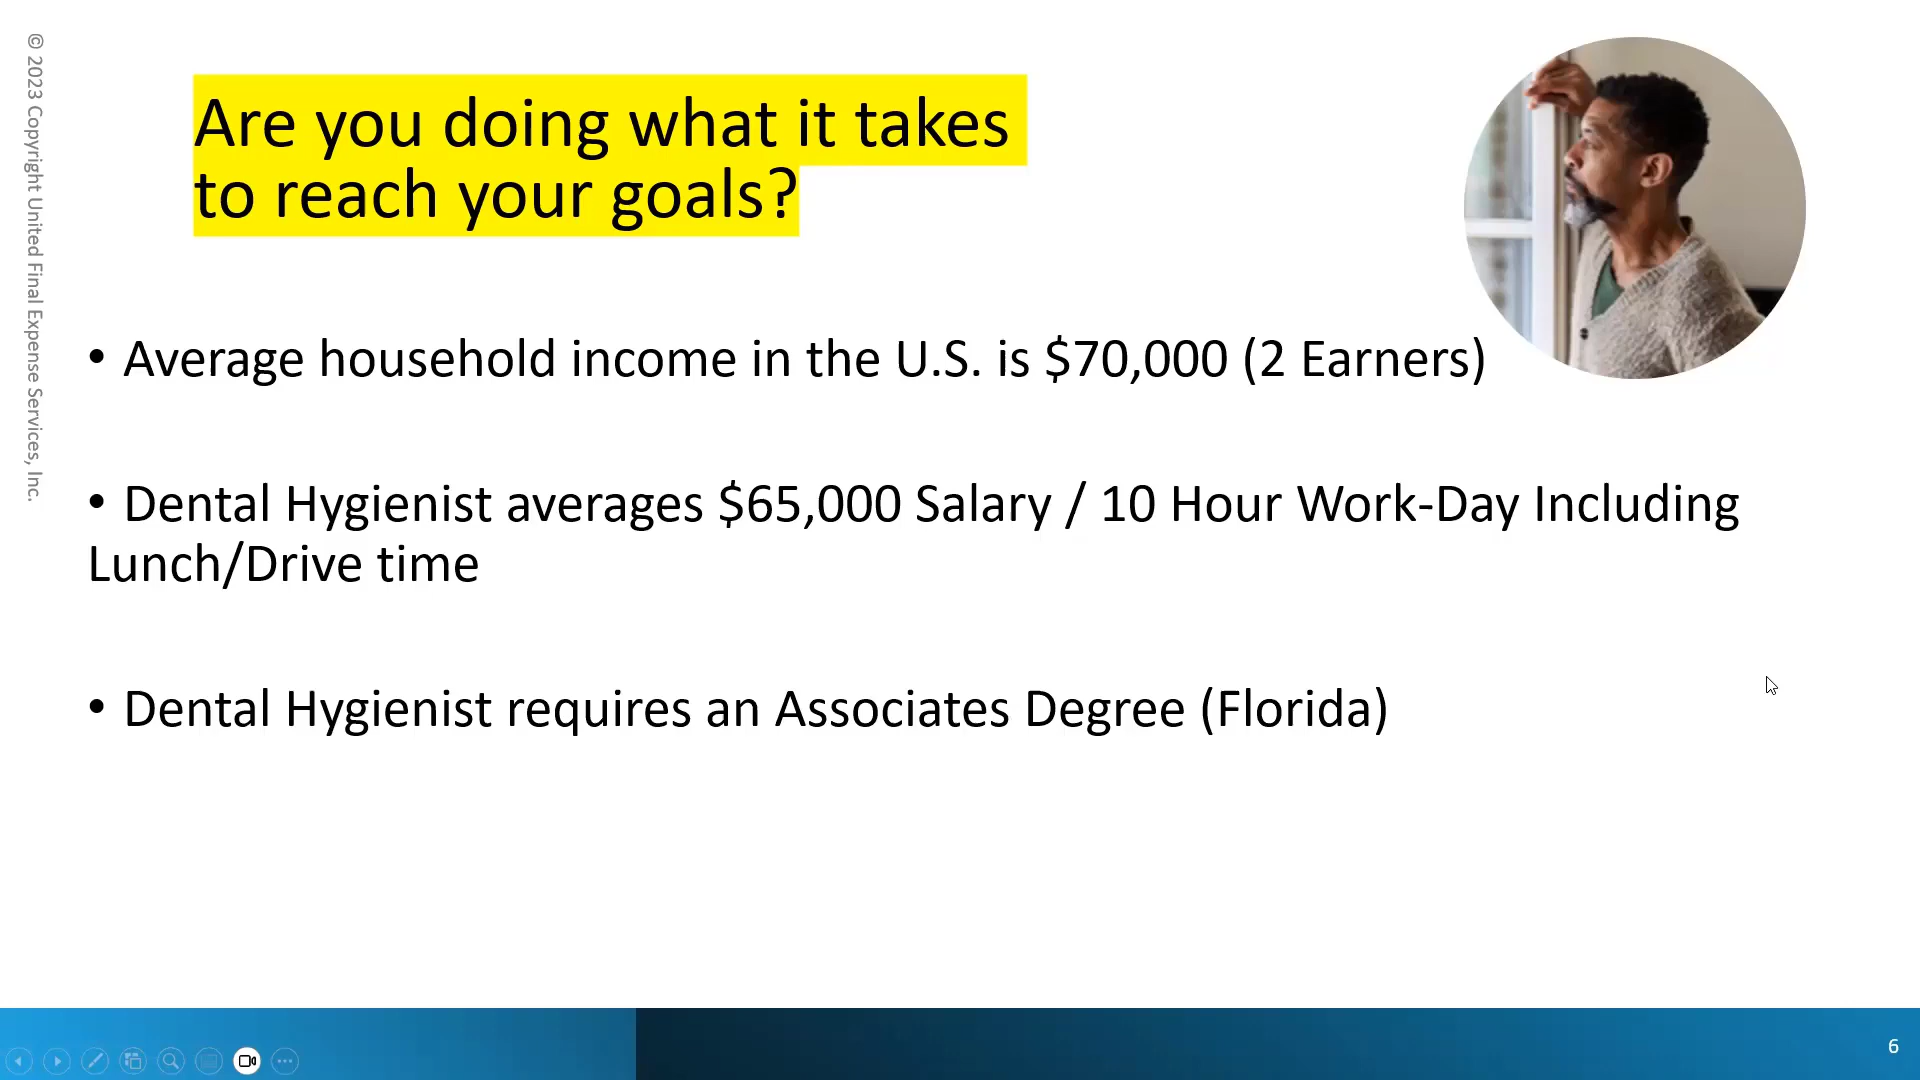 © 2023 Copyright United Final Expense Services, Inc.
Are you doing what it takes
to reach your goals?
• Average household income in the U.S. is $70,000 (2 Earners)
• Dental Hygienist averages $65,000 Salary / 10 Hour Work-Day Including
Lunch/Drive time
• Dental Hygienist requires an Associates Degree (Florida)
6